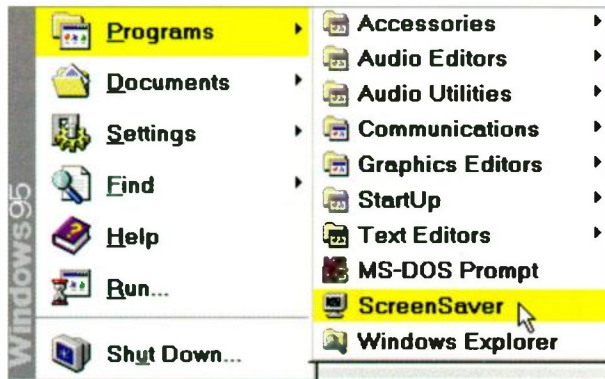 Windows95
Programs
Documents
Settings
Find
Help
Run...
Shut Down...
Accessories
Audio Editors
Audio Utilities
Communications
Graphics Editors
StartUp
Text Editors
MS-DOS Prompt
ScreenSaver
Windows Explorer